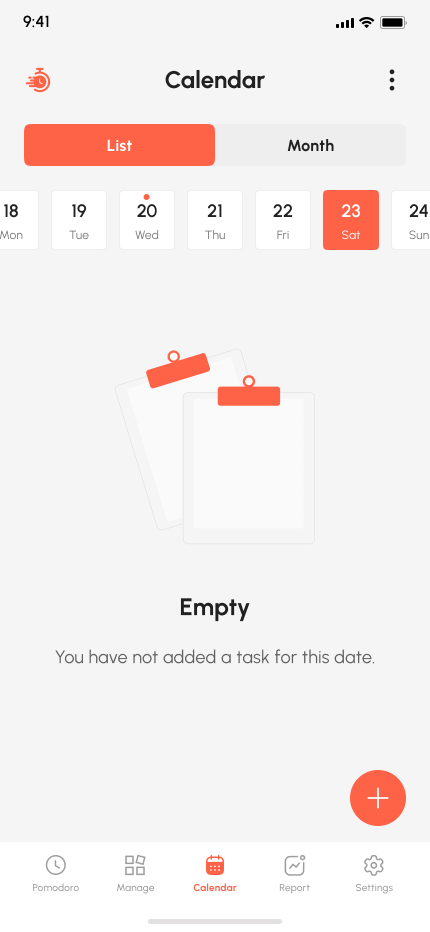 9:41
Calendar
List Month
18 19 20 21 22 23 24
Mon Tue Wed Thu Fri Sat Sun
Empty
You have not added a task for this date.
Pomodoro Manage Calendar Report Settings